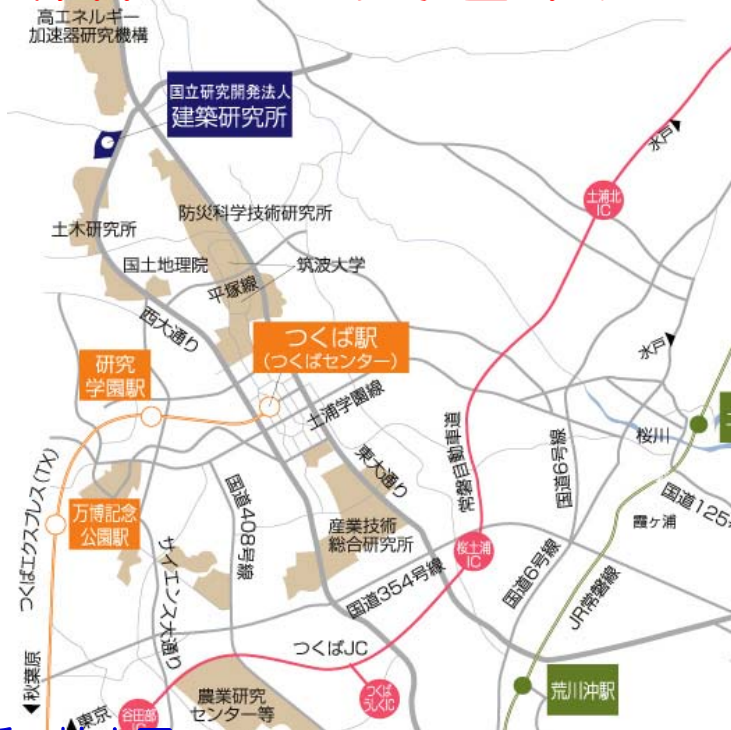 高エネルギー
加速器研究機構
国立研究開発法人
建築研究所
水戸
土浦北
IC
防災科学技術研究所
土木研究所
国土地理院
筑波大学
平塚線
西大通り
つくば駅
(つくばセンター)
水戸
研究
学園駅
土浦学園線
桜川
常磐自動車道
国道6号線
東大通り
国道408号線
つくばエクスプレス(TX)
万博記念
公園駅
産業技術
総合研究所
国道125
霞ヶ浦
サイエンス大通り
桜土浦
IC
国道6号線
国道354号線
JR常磐線
つくばJC
秋葉原
つくば
うしくIC
荒川沖駅
農業研究
センター等
東京
谷田部
IC